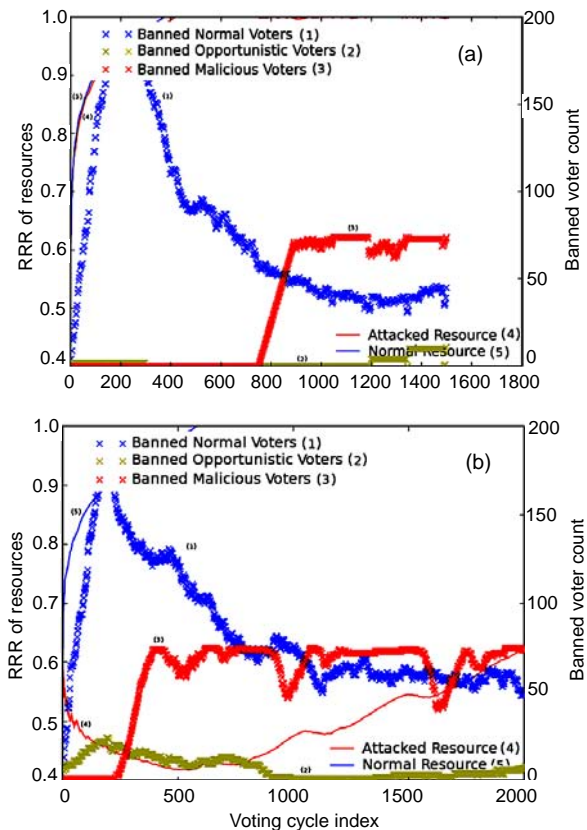 1.0
0.9
0.8
0.7
0.6
0.5
0.4
RRR of resources
200
150
100
50
0
Banned voter count
Banned Normal Voters (1)
Banned Opportunistic Voters (2)
Banned Malicious Voters (3)
(a)
(5)
(4)
(1)
(3)
(2)
Attacked Resource (4)
Normal Resource (5)
0 200 400 600 800 1000 1200 1400 1600 1800
1.0
0.9
0.8
0.7
0.6
0.5
0.4
RRR of resources
200
150
100
50
0
Banned voter count
Banned Normal Voters (1)
Banned Opportunistic Voters (2)
Banned Malicious Voters (3)
(b)
(5)
(1)
(3)
(4)
(2)
Attacked Resource (4)
Normal Resource (5)
0 500 1000 1500 2000
Voting cycle index